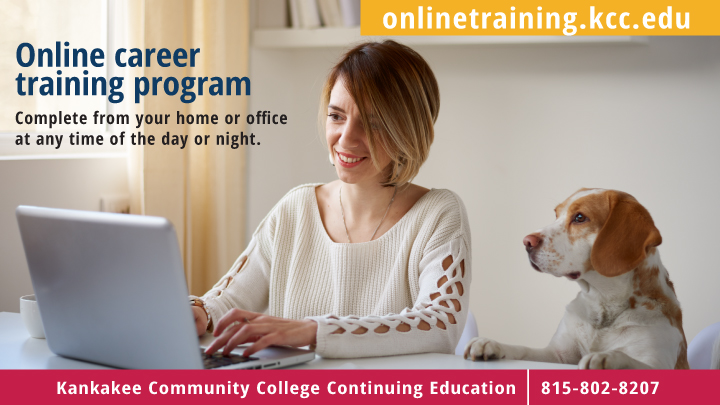 onlinetraining.kcc.edu
Online career
training program
Complete from your home or office
at any time of the day or night.
Kankakee Community College Continuing Education 815-802-8207